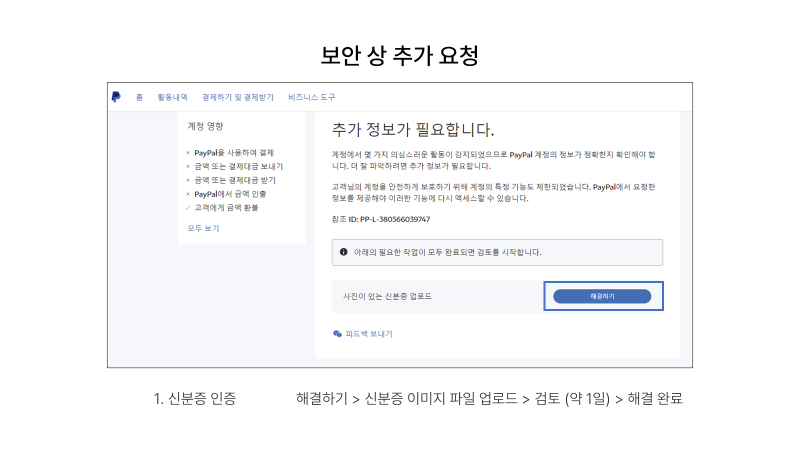 보안 상 추가 요청
홈 활동내역 결제하기 및 결제받기 비즈니스 도구
계정 영향
× PayPal을 사용하여 결제
× 금액 또는 결제대금 보내기
× 금액 또는 결제대금 받기
× PayPal에서 금액 인출
✓ 고객에게 금액 환불
모두 보기
추가 정보가 필요합니다.
계정에서 몇 가지 의심스러운 활동이 감지되었으므로 PayPal 계정의 정보가 정확한지 확인해야 합
니다. 더 잘 파악하려면 추가 정보가 필요합니다.
고객님의 계정을 안전하게 보호하기 위해 계정의 특정 기능도 제한되었습니다. PayPal에서 요청한
정보를 제공해야 이러한 기능에 다시 액세스할 수 있습니다.
참조 ID: PP-L-380566039747
아래의 필요한 작업이 모두 완료되면 검토를 시작합니다.
사진이 있는 신분증 업로드
해결하기
피드백 보내기
1. 신분증 인증 해결하기 > 신분증 이미지 파일 업로드 > 검토 (약 1일) > 해결 완료